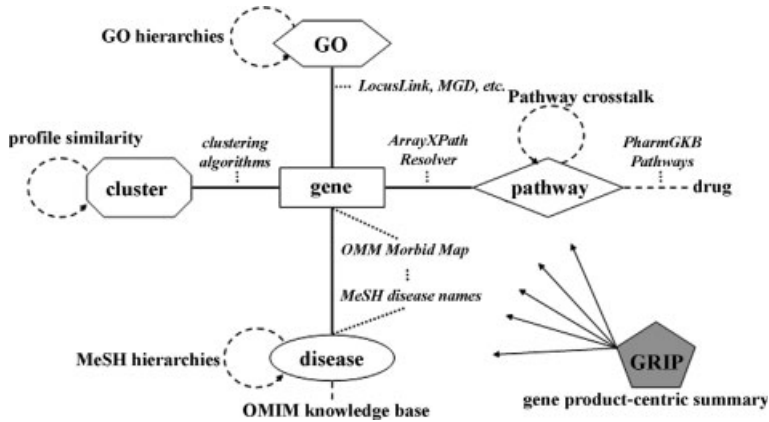 GO hierarchies
GO
LocusLink, MGD, etc.
Pathway crosstalk
profile similarity
clustering
algorithms
ArrayXPath
Resolver
PharmGKB
Pathways
cluster
gene
pathway
drug
OMM Morbid Map
MeSH disease names
MeSH hierarchies
disease
GRIP
OMIM knowledge base
gene product-centric summary